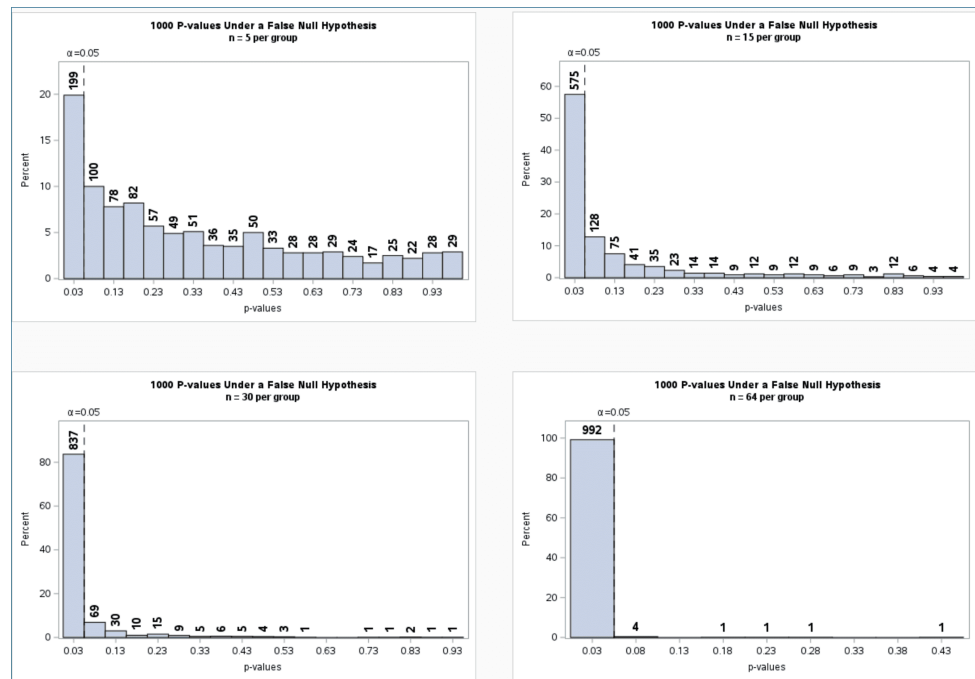 1000 P-values Under a False Null Hypothesis
n = 5 per group
α=0.05
Percent
20
15
10
5
0
199 100 78 82 57 49 51 36 35 50 33 28 28 29 24 17 25 22 28 29
0.03 0.13 0.23 0.33 0.43 0.53 0.63 0.73 0.83 0.93
p-values
1000 P-values Under a False Null Hypothesis
n = 15 per group
α=0.05
Percent
60
50
40
30
20
10
0
575 128 75 41 35 23 14 14 9 12 9 12 9 6 9 3 12 6 4 4
0.03 0.13 0.23 0.33 0.43 0.53 0.63 0.73 0.83 0.93
p-values
1000 P-values Under a False Null Hypothesis
n = 30 per group
α=0.05
Percent
80
60
40
20
0
837 69 30 10 15 9 5 6 5 4 3 1 1 1 2 1 1
0.03 0.13 0.23 0.33 0.43 0.53 0.63 0.73 0.83 0.93
p-values
1000 P-values Under a False Null Hypothesis
n = 64 per group
α=0.05
Percent
100
80
60
40
20
0
992 4 1 1 1 1
0.03 0.08 0.13 0.18 0.23 0.28 0.33 0.38 0.43
p-values